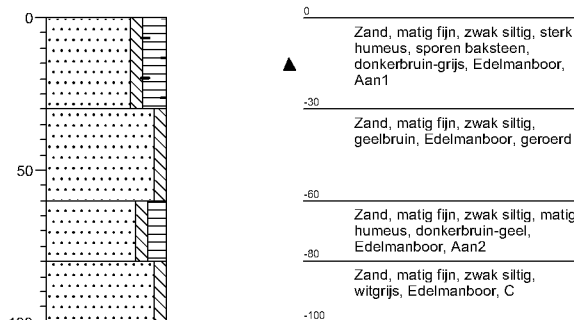 0
0
Zand, matig fijn, zwak siltig, sterk
humeus, sporen baksteen,
donkerbruin-grijs, Edelmanboor,
Aan1
-30
Zand, matig fijn, zwak siltig,
geelbruin, Edelmanboor, geroerd
50
-60
Zand, matig fijn, zwak siltig, matig
humeus, donkerbruin-geel,
Edelmanboor, Aan2
-80
Zand, matig fijn, zwak siltig,
witgrijs, Edelmanboor, C
-100
100